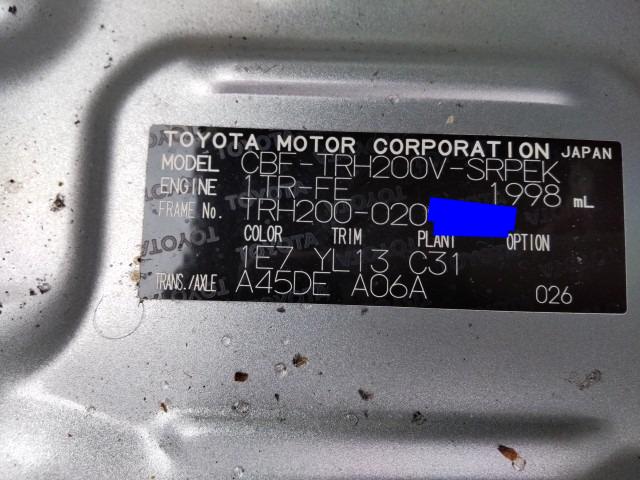 TOYOTA MOTOR CORPORATION JAPAN
MODEL CBF-TRH200V-SRPEK
ENGINE 1TR-FE 1998 mL
FRAME No. TRH200-020
COLOR TRIM PLANT OPTION
1E7 YL13 C31
TRANS./AXLE A45DE A06A 026